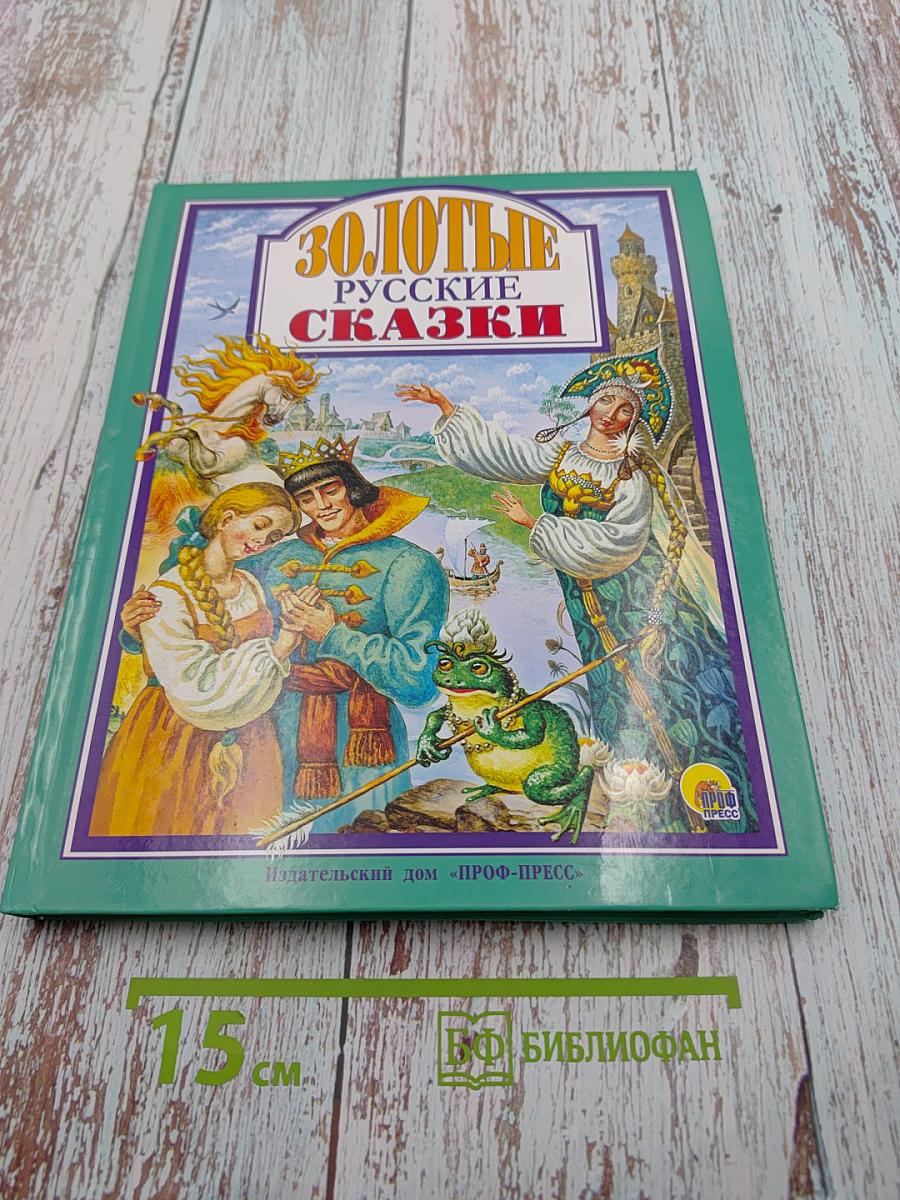 ЗОЛОТЫЕ
РУССКИЕ
СКАЗКИ
ПРОФ
ПРЕСС
Издательский дом «ПРОФ-ПРЕСС»
15 см
БФ БИБЛИОФАН